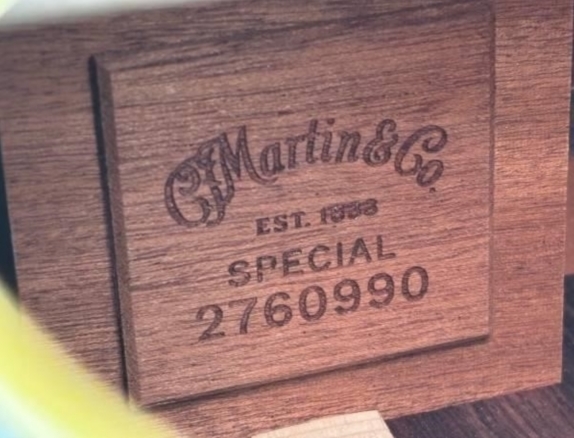 CFMartin & Co.
EST. 1833
SPECIAL
2760990